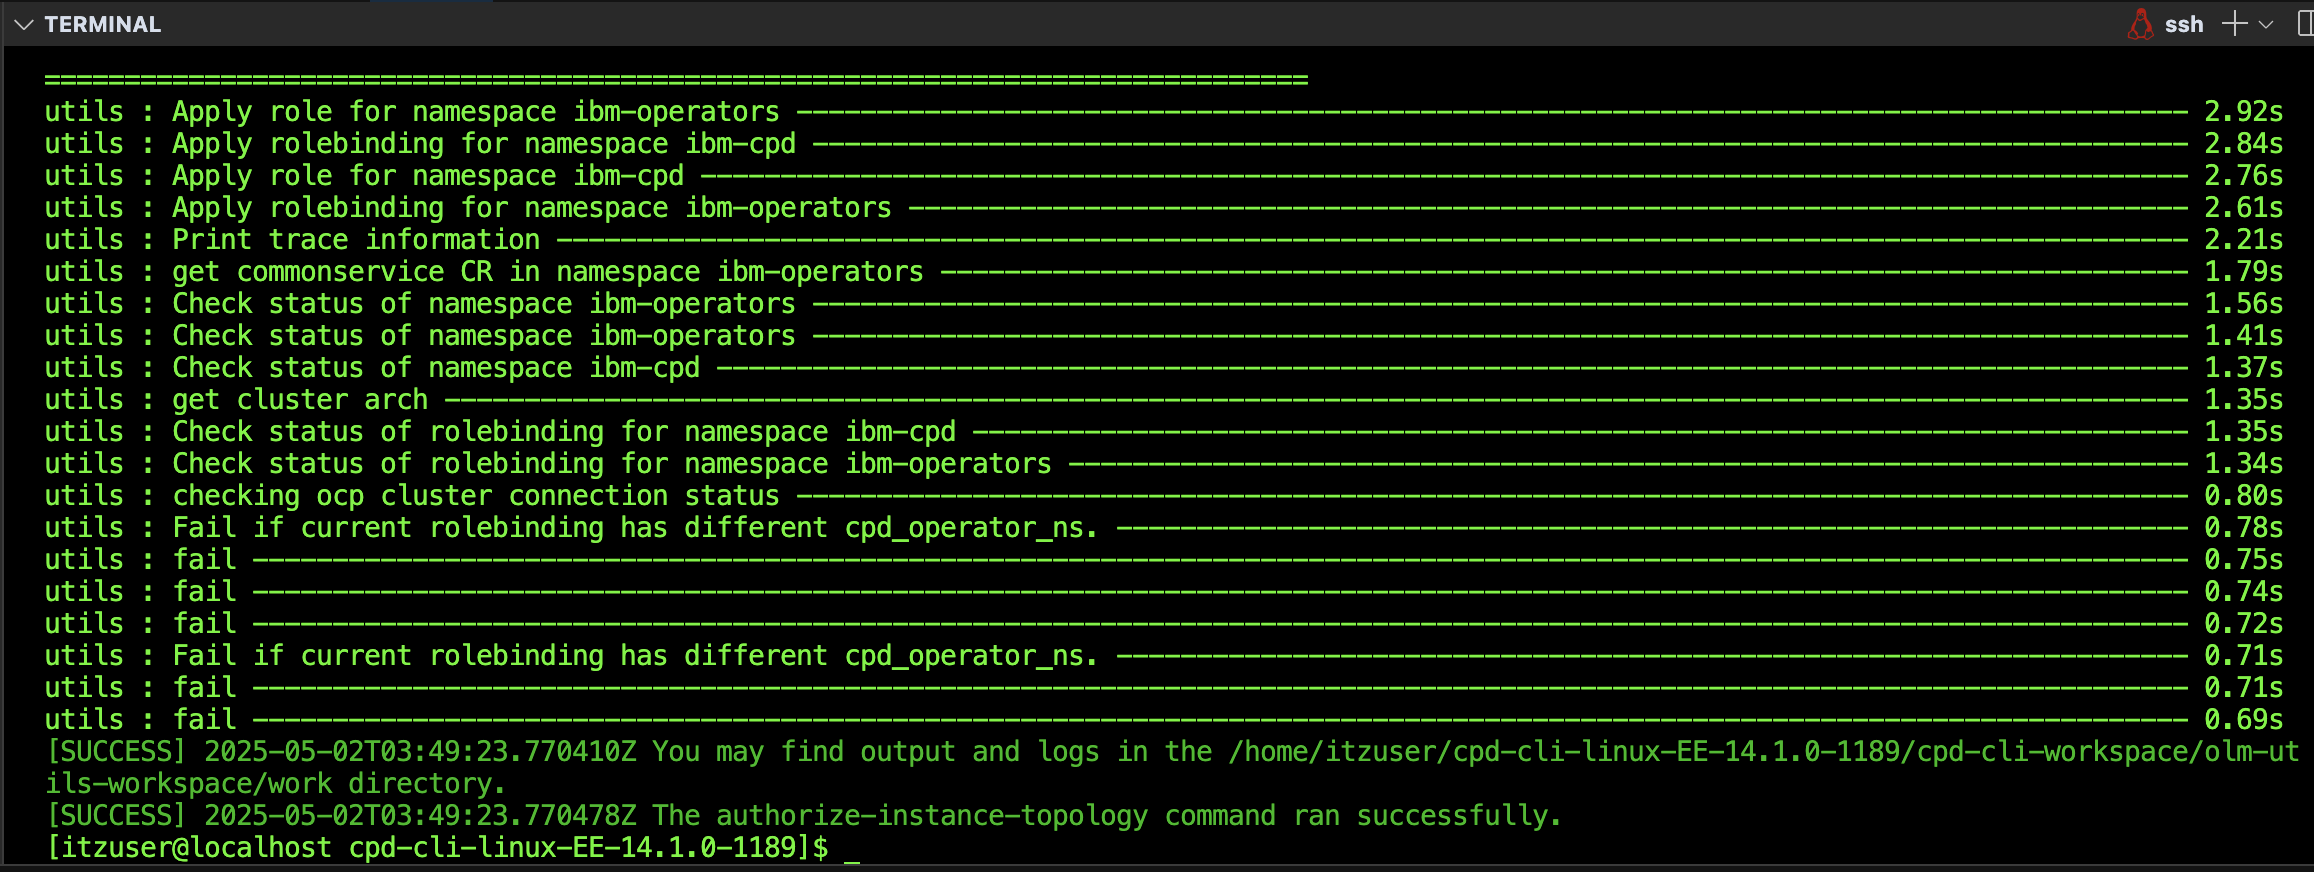 TERMINAL
ssh
===============================================================================
utils : Apply role for namespace ibm-operators --------------------------------------------------------------------------------------- 2.92s
utils : Apply rolebinding for namespace ibm-cpd -------------------------------------------------------------------------------------- 2.84s
utils : Apply role for namespace ibm-cpd --------------------------------------------------------------------------------------------- 2.76s
utils : Apply rolebinding for namespace ibm-operators -------------------------------------------------------------------------------- 2.61s
utils : Print trace information ------------------------------------------------------------------------------------------------------ 2.21s
utils : get commonservice CR in namespace ibm-operators ------------------------------------------------------------------------------ 1.79s
utils : Check status of namespace ibm-operators -------------------------------------------------------------------------------------- 1.56s
utils : Check status of namespace ibm-operators -------------------------------------------------------------------------------------- 1.41s
utils : Check status of namespace ibm-cpd -------------------------------------------------------------------------------------------- 1.37s
utils : get cluster arch ------------------------------------------------------------------------------------------------------------- 1.35s
utils : Check status of rolebinding for namespace ibm-cpd ---------------------------------------------------------------------------- 1.35s
utils : Check status of rolebinding for namespace ibm-operators ---------------------------------------------------------------------- 1.34s
utils : checking ocp cluster connection status --------------------------------------------------------------------------------------- 0.80s
utils : Fail if current rolebinding has different cpd_operator_ns. ------------------------------------------------------------------- 0.78s
utils : fail ------------------------------------------------------------------------------------------------------------------------- 0.75s
utils : fail ------------------------------------------------------------------------------------------------------------------------- 0.74s
utils : fail ------------------------------------------------------------------------------------------------------------------------- 0.72s
utils : Fail if current rolebinding has different cpd_operator_ns. ------------------------------------------------------------------- 0.71s
utils : fail ------------------------------------------------------------------------------------------------------------------------- 0.71s
utils : fail ------------------------------------------------------------------------------------------------------------------------- 0.69s
[SUCCESS] 2025-05-02T03:49:23.770410Z You may find output and logs in the /home/itzuser/cpd-cli-linux-EE-14.1.0-1189/cpd-cli-workspace/olm-ut
ils-workspace/work directory.
[SUCCESS] 2025-05-02T03:49:23.770478Z The authorize-instance-topology command ran successfully.
[itzuser@localhost cpd-cli-linux-EE-14.1.0-1189]$ _